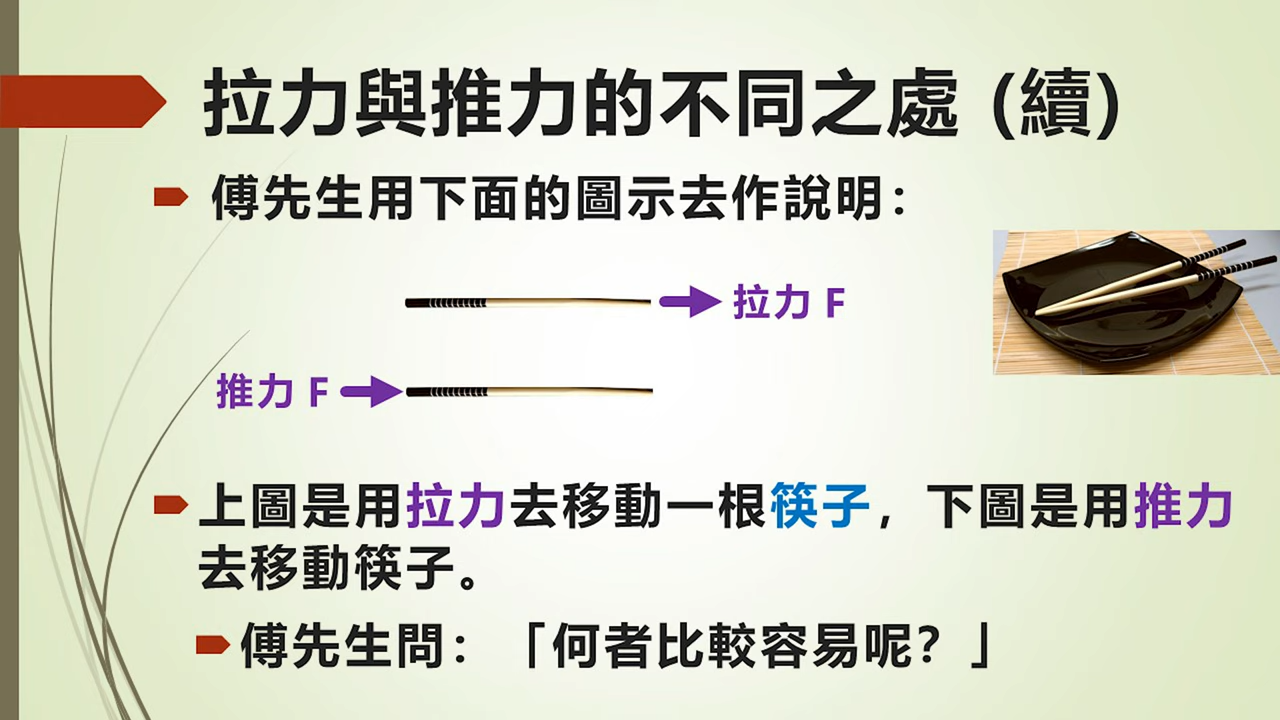 拉力與推力的不同之處 (續)
傅先生用下面的圖示去作說明：
拉力 F
推力 F
上圖是用拉力去移動一根筷子，下圖是用推力
去移動筷子。
傅先生問：「何者比較容易呢？」